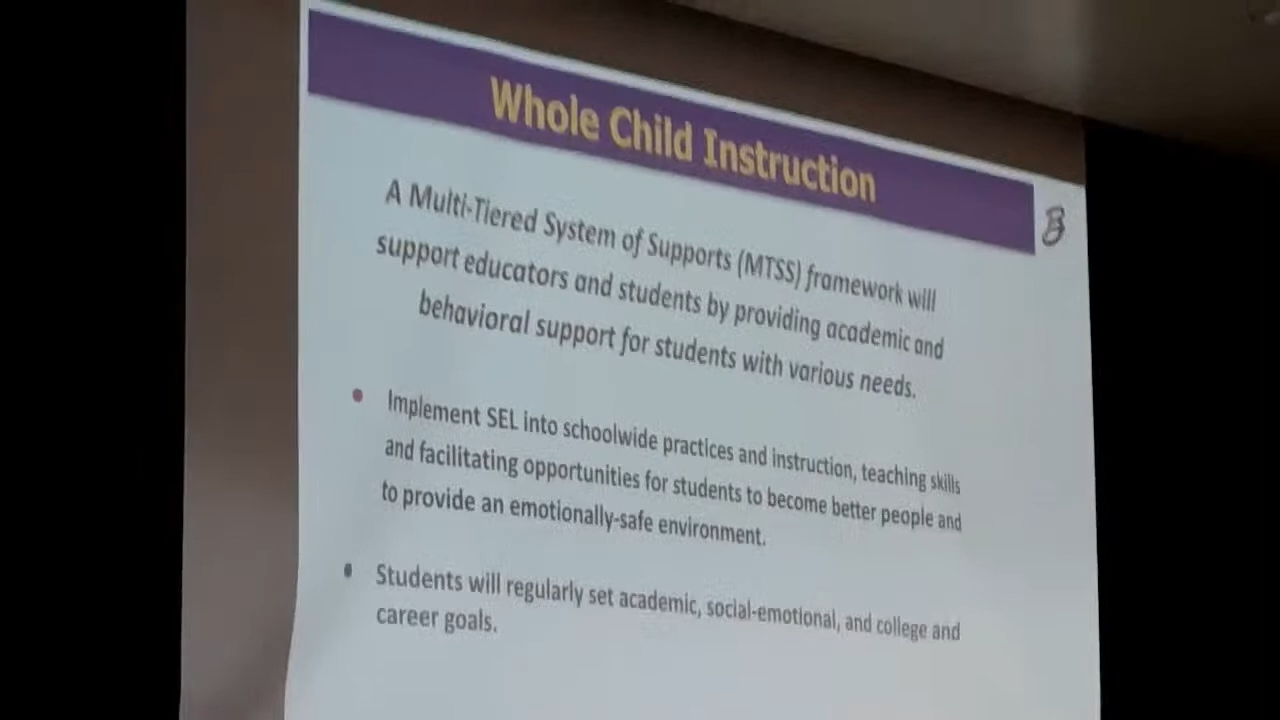 Whole Child Instruction
A Multi-Tiered System of Supports (MTSS) framework will
support educators and students by providing academic and
behavioral support for students with various needs.
• Implement SEL into schoolwide practices and instruction, teaching skills
and facilitating opportunities for students to become better people and
to provide an emotionally-safe environment.
• Students will regularly set academic, social-emotional, and college and
career goals.